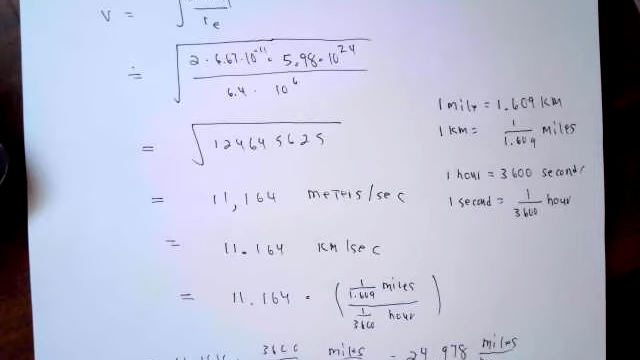 V = √ / r_e
≐ √(2 · 6.67·10^-11 · 5.98·10^24 / 6.4 · 10^6)
= √124645625
= 11,164 meters/sec
= 11.164 km/sec
= 11.164 · ( 1/1.609 miles / 1/3600 hour )
3600 miles = 24,978 miles
1 mile = 1.609 km
1 km = 1/1.609 miles
1 hour = 3600 seconds
1 second = 1/3600 hour